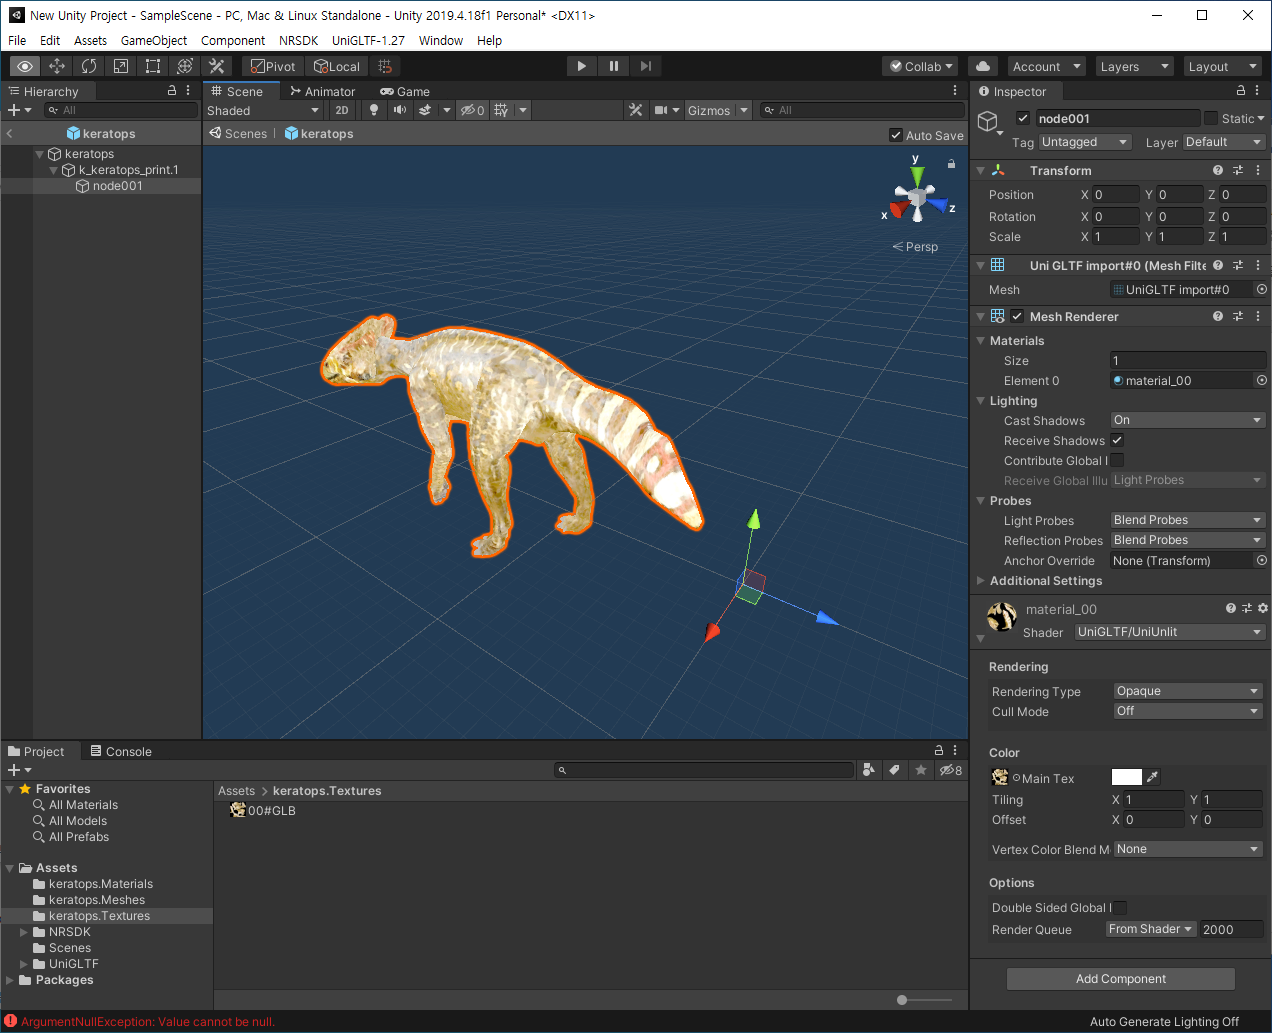 New Unity Project - SampleScene - PC, Mac & Linux Standalone - Unity 2019.4.18f1 Personal* <DX11>
File Edit Assets GameObject Component NRSDK UniGLTF-1.27 Window Help
Pivot Local Collab Account Layers Layout
Hierarchy
All
keratops
keratops
k_keratops_print.1
node001
Scene Animator Game
Shaded 2D 0 Gizmos All
Scenes keratops Auto Save
y
x
z
Persp
Inspector
node001 Static
Tag Untagged Layer Default
Transform
Position X 0 Y 0 Z 0
Rotation X 0 Y 0 Z 0
Scale X 1 Y 1 Z 1
Uni GLTF import#0 (Mesh Filte
Mesh UniGLTF import#0
Mesh Renderer
Materials
Size 1
Element 0 material_00
Lighting
Cast Shadows On
Receive Shadows
Contribute Global I
Receive Global Illu Light Probes
Probes
Light Probes Blend Probes
Reflection Probes Blend Probes
Anchor Override None (Transform)
Additional Settings
material_00
Shader UniGLTF/UniUnlit
Rendering
Rendering Type Opaque
Cull Mode Off
Color
Main Tex
Tiling X 1 Y 1
Offset X 0 Y 0
Vertex Color Blend M None
Options
Double Sided Global I
Render Queue From Shader 2000
Add Component
Project Console
8
Favorites
All Materials
All Models
All Prefabs
Assets
keratops.Materials
keratops.Meshes
keratops.Textures
NRSDK
Scenes
UniGLTF
Packages
Assets > keratops.Textures
00#GLB
ArgumentNullException: Value cannot be null.
Auto Generate Lighting Off